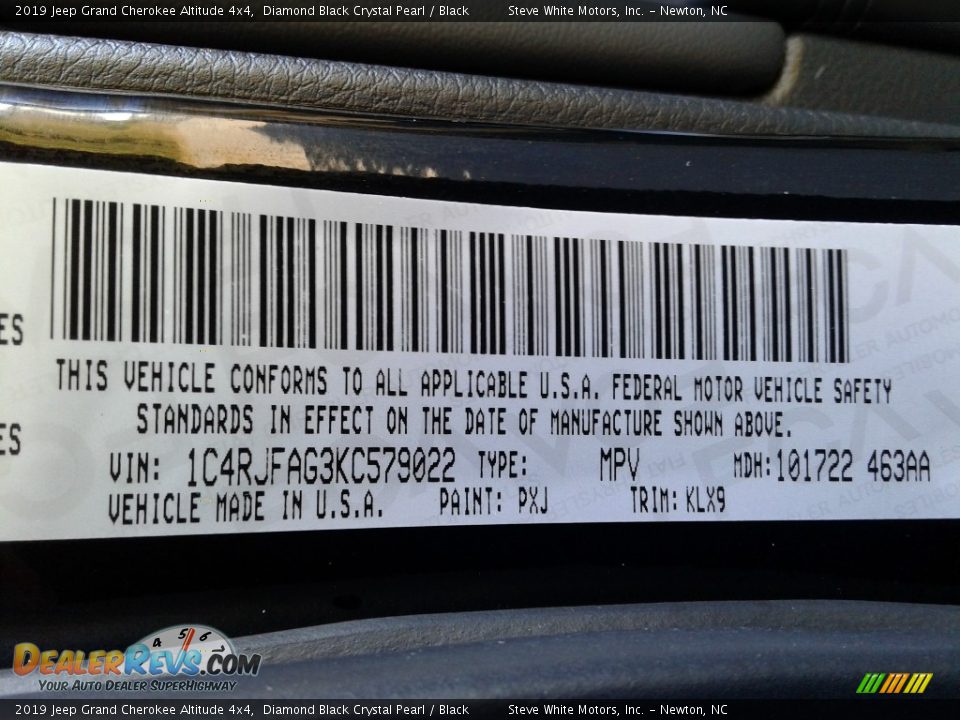 2019 Jeep Grand Cherokee Altitude 4x4, Diamond Black Crystal Pearl / Black Steve White Motors, Inc. - Newton, NC
ES
THIS VEHICLE CONFORMS TO ALL APPLICABLE U.S.A. FEDERAL MOTOR VEHICLE SAFETY
STANDARDS IN EFFECT ON THE DATE OF MANUFACTURE SHOWN ABOVE.
ES
VIN: 1C4RJFAG3KC579022 TYPE: MPV MDH:101722 463AA
VEHICLE MADE IN U.S.A. PAINT: PXJ TRIM: KLX9
4 5 6
DEALERREVS.COM
YOUR AUTO DEALER SUPERHIGHWAY
2019 Jeep Grand Cherokee Altitude 4x4, Diamond Black Crystal Pearl / Black Steve White Motors, Inc. - Newton, NC